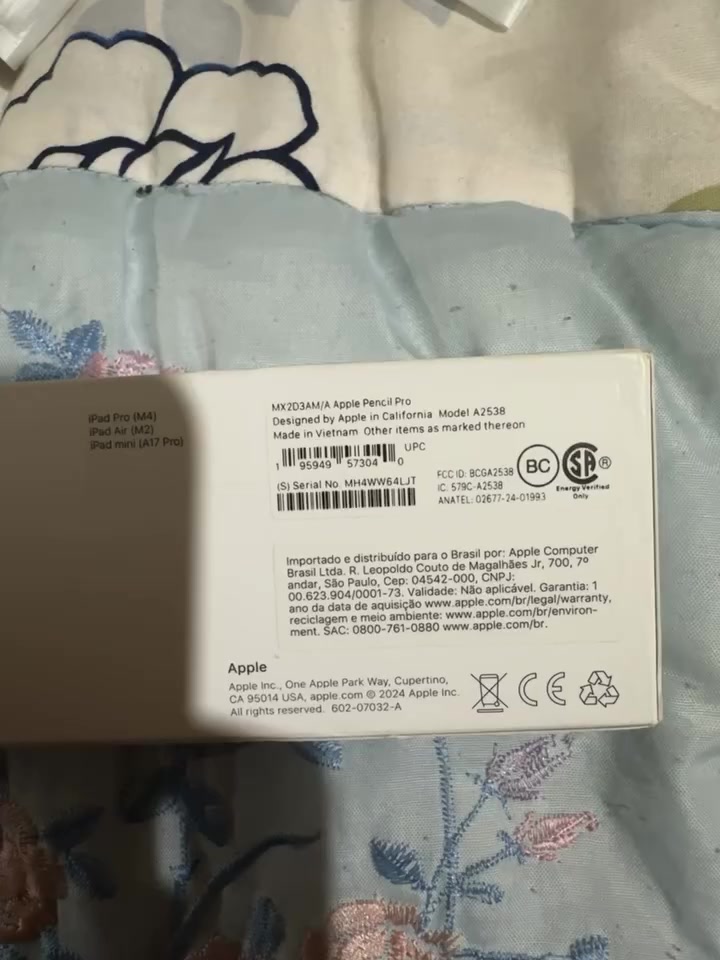 iPad Pro (M4)
iPad Air (M2)
iPad mini (A17 Pro)
MX2D3AM/A Apple Pencil Pro
Designed by Apple in California Model A2538
Made in Vietnam Other items as marked thereon
UPC
1 95949 57304 0
(S) Serial No. MH4WW64LJT
FCC ID: BCGA2538
IC: 579C-A2538
ANATEL: 02677-24-01993
BC
SA ®
Energy Verified
Only
Importado e distribuído para o Brasil por: Apple Computer
Brasil Ltda. R. Leopoldo Couto de Magalhães Jr, 700, 7º
andar, São Paulo, Cep: 04542-000, CNPJ:
00.623.904/0001-73. Validade: Não aplicável. Garantia: 1
ano da data de aquisição www.apple.com/br/legal/warranty,
reciclagem e meio ambiente: www.apple.com/br/environ-
ment. SAC: 0800-761-0880 www.apple.com/br.
Apple
Apple Inc., One Apple Park Way, Cupertino,
CA 95014 USA, apple.com © 2024 Apple Inc.
All rights reserved. 602-07032-A
CE